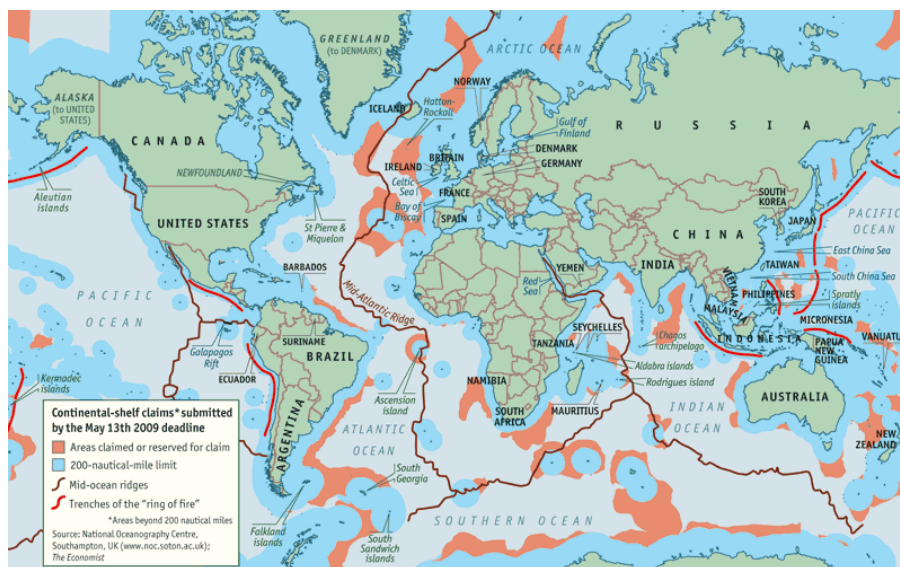 GREENLAND
(to DENMARK)
ARCTIC OCEAN
ALASKA
(to UNITED
STATES)
NORWAY
ICELAND
Hatton-
Rockall
Gulf of
Finland
RUSSIA
CANADA
DENMARK
BRITAIN
GERMANY
IRELAND
NEWFOUNDLAND
Celtic
Sea
FRANCE
Aleutian
islands
Bay of
Biscay
SPAIN
SOUTH
KOREA
JAPAN
PACIFIC
OCEAN
UNITED STATES
St Pierre &
Miquelon
CHINA
East China Sea
BARBADOS
Red
Sea
YEMEN
INDIA
TAIWAN
South China Sea
VIETNAM
PHILIPPINES
Spratly
islands
PACIFIC
OCEAN
Mid-Atlantic Ridge
MALAYSIA
MICRONESIA
SURINAME
SEYCHELLES
Chagos
archipelago
INDONESIA
VANUATU
Galapagos
Rift
BRAZIL
TANZANIA
PAPUA
NEW
GUINEA
ECUADOR
Aldabra islands
Kermadec
islands
Ascension
island
NAMIBIA
Rodrigues island
MAURITIUS
INDIAN
OCEAN
AUSTRALIA
SOUTH
AFRICA
ARGENTINA
ATLANTIC
OCEAN
NEW
ZEALAND
South
Georgia
Falkland
islands
South
Sandwich
islands
SOUTHERN OCEAN
Continental-shelf claims* submitted
by the May 13th 2009 deadline
Areas claimed or reserved for claim
200-nautical-mile limit
Mid-ocean ridges
Trenches of the "ring of fire"
*Areas beyond 200 nautical miles
Source: National Oceanography Centre,
Southampton, UK (www.noc.soton.ac.uk);
The Economist